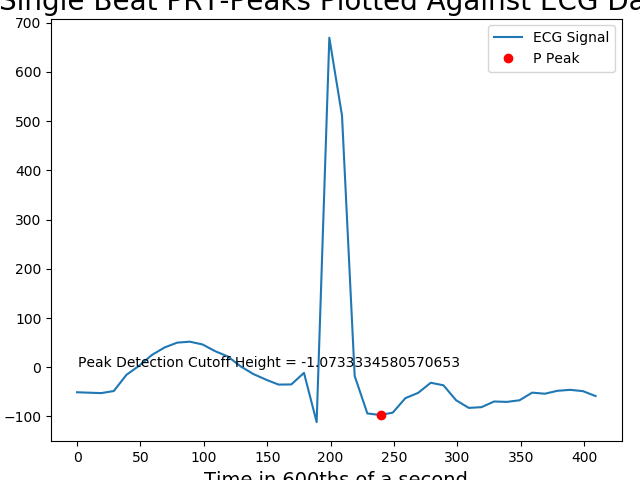 Single Beat PRT-Peaks Plotted Against ECG Da
700
600
500
400
300
200
100
0
−100
ECG Signal
P Peak
Peak Detection Cutoff Height = -1.0733334580570653
0 50 100 150 200 250 300 350 400
Time in 600ths of a second